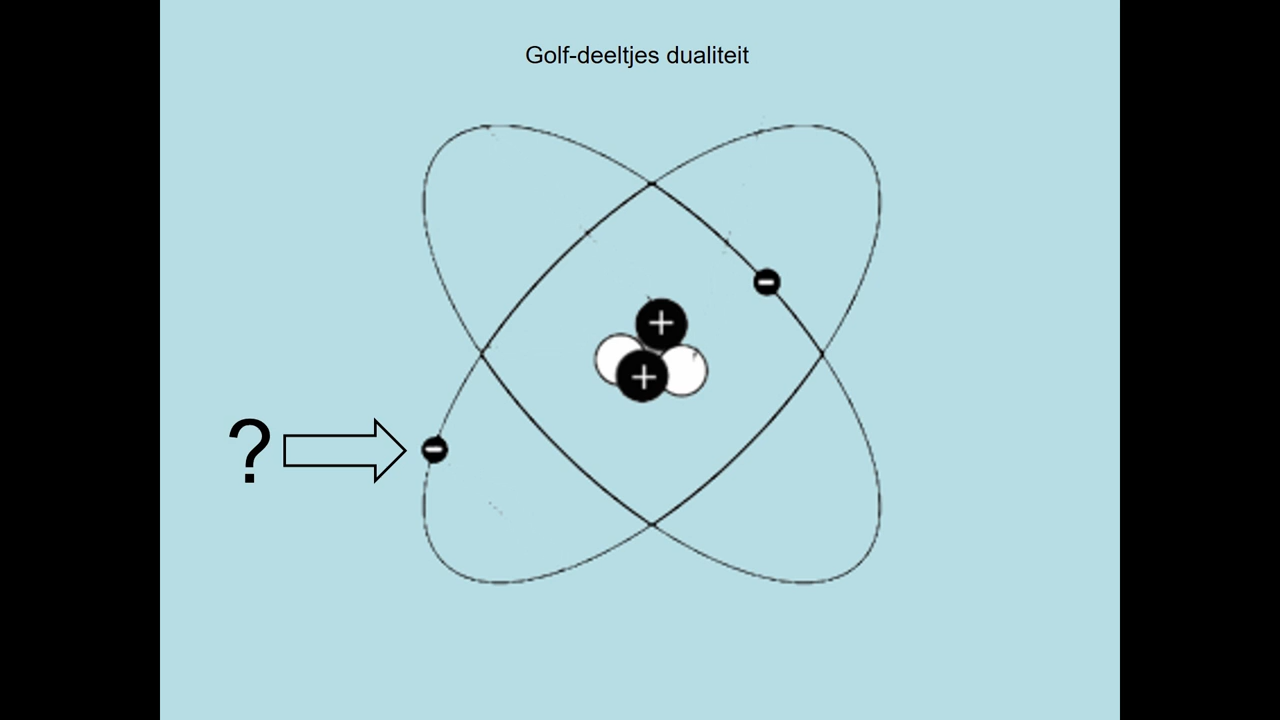 Golf-deeltjes dualiteit
-
+
+
? -